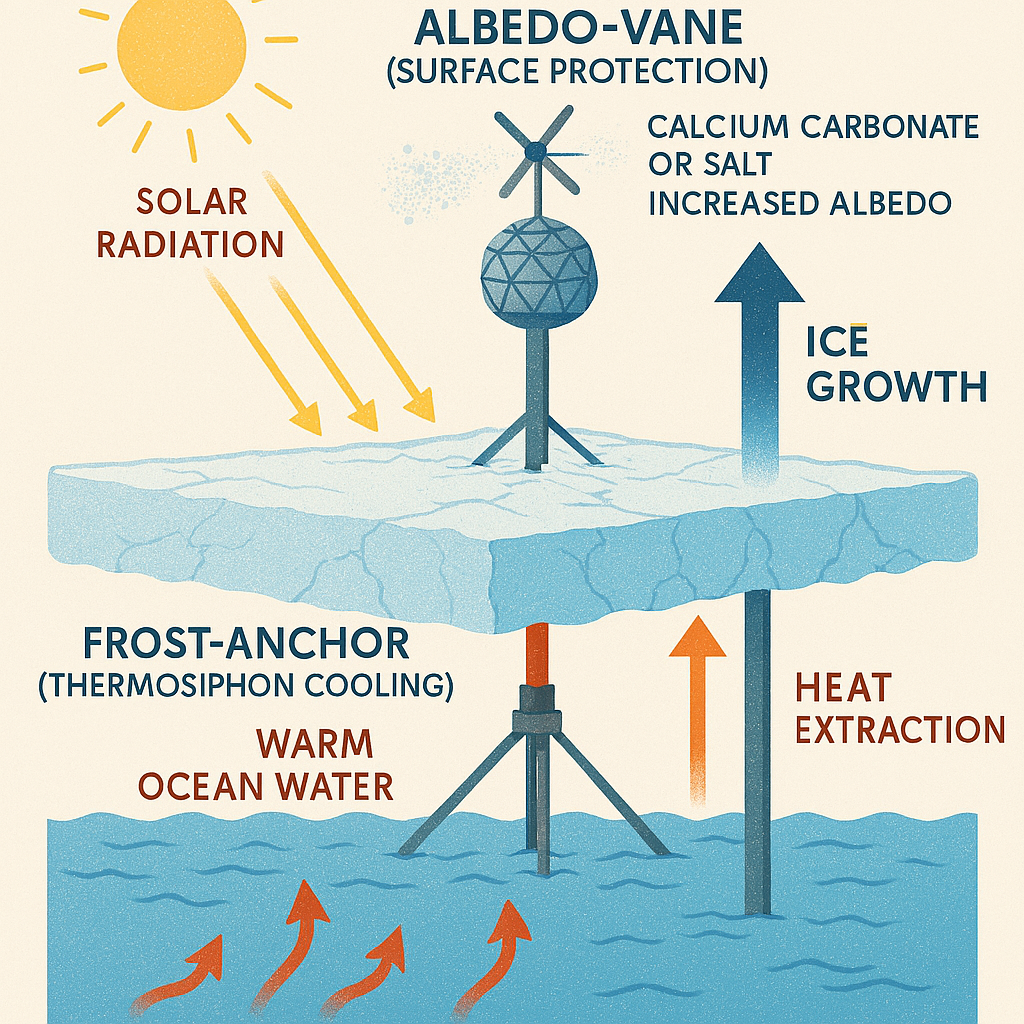 ALBEDO-VANE
(SURFACE PROTECTION)
CALCIUM CARBONATE
OR SALT
INCREASED ALBEDO
SOLAR
RADIATION
ICĒ
GROWTH
FROST-ANCHOR
(THERMOSIPHON COOLING)
WARM
OCEAN WATER
HEAT
EXTRACTION